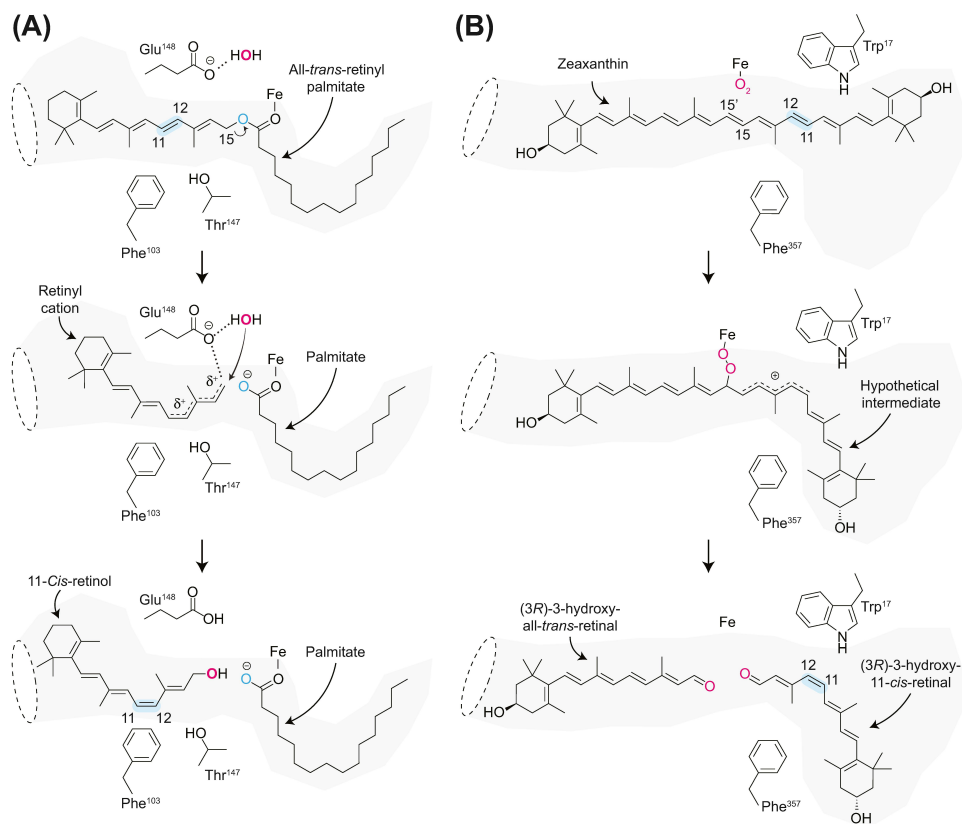 (A)
Glu148
O
O
⊖
HOH
All-trans-retinyl
palmitate
Fe
12
11
15
O
O
HO
Thr147
Phe103
Retinyl
cation
Glu148
O
O
⊖
HOH
δ+
δ+
Fe
⊖
O
O
Palmitate
HO
Thr147
Phe103
11-Cis-retinol
Glu148
O
OH
OH
Fe
⊖
O
O
Palmitate
11
12
HO
Thr147
Phe103
(B)
Zeaxanthin
Fe
O2
Trp17
N
H
OH
15'
15
12
11
HO
Phe357
Fe
O
O
Trp17
N
H
⊕
Hypothetical
intermediate
HO
Phe357
OH
(3R)-3-hydroxy-
all-trans-retinal
Fe
Trp17
N
H
(3R)-3-hydroxy-
11-cis-retinal
O
O
12
11
HO
Phe357
OH